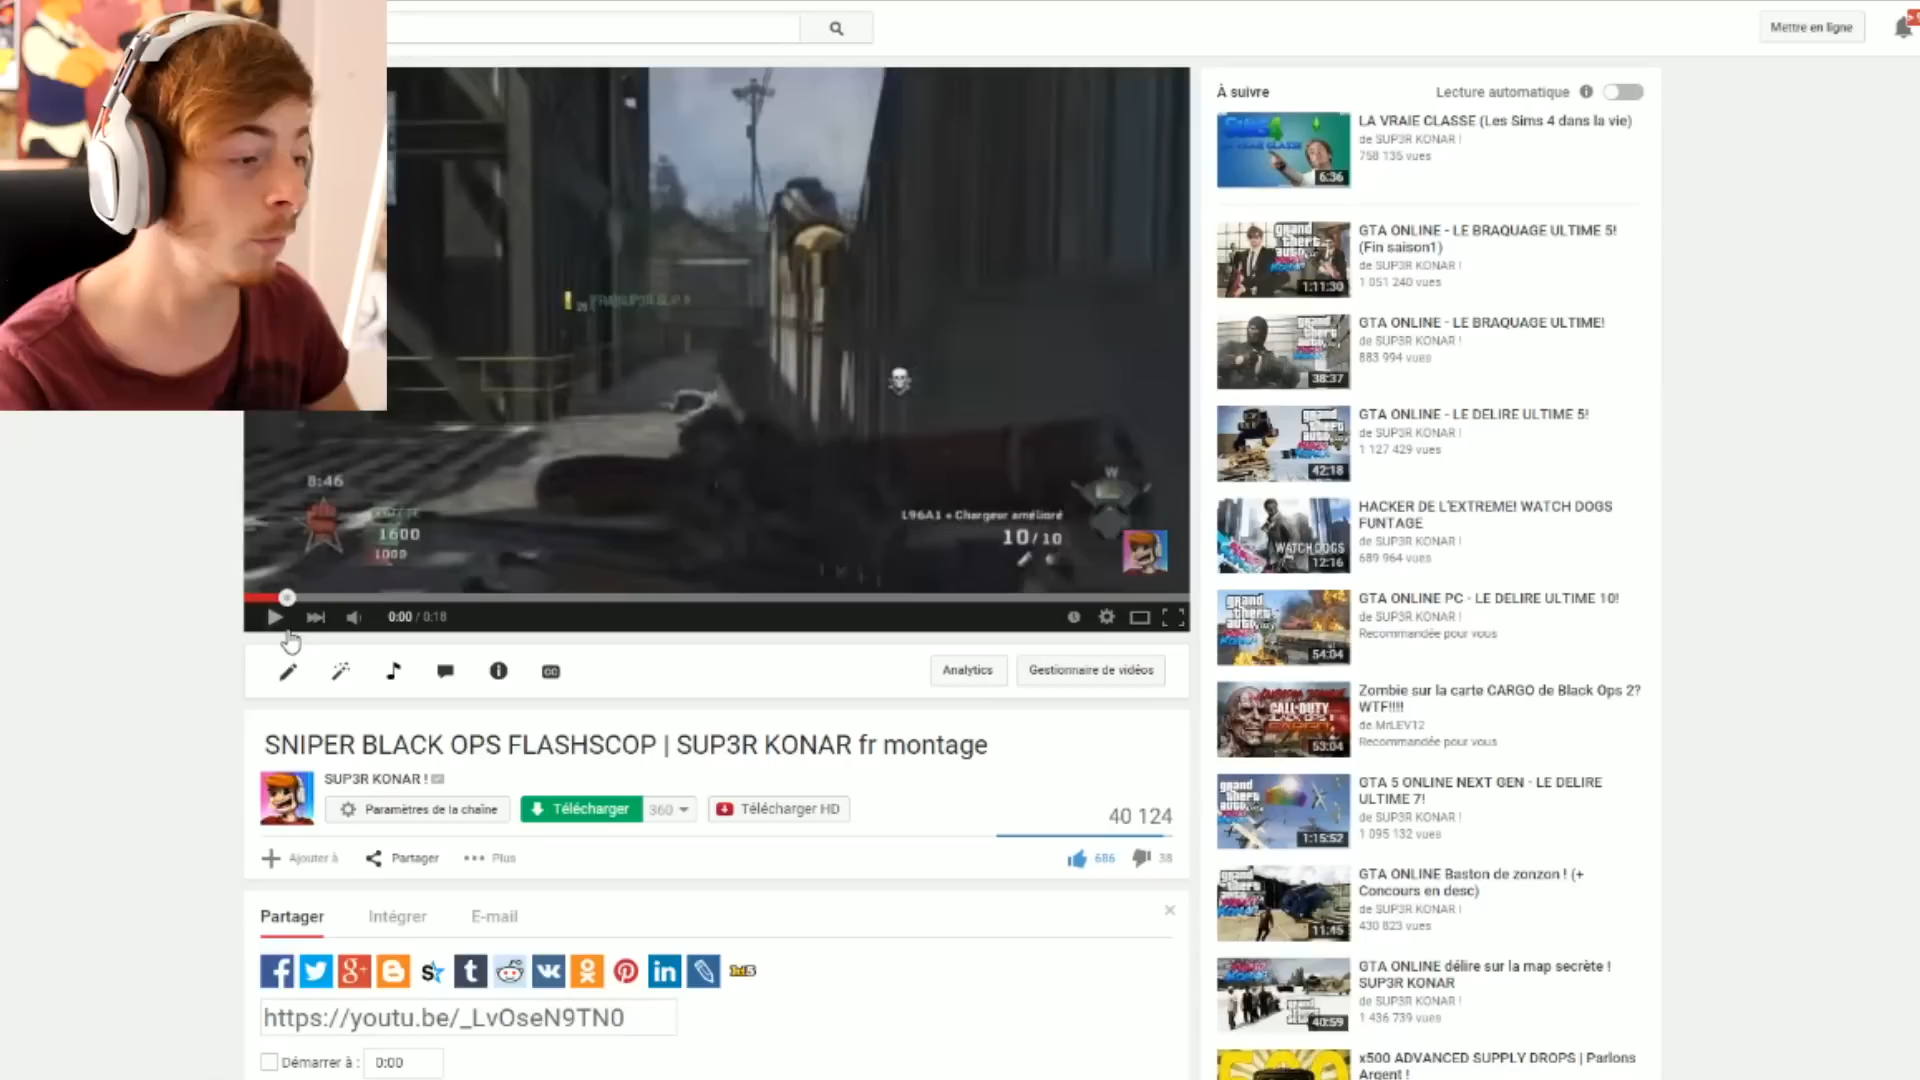 Mettre en ligne
8:46
1600
1000
L96A1 + Chargeur amélioré
10/10
W
0:00 / 0:18
Analytics
Gestionnaire de vidéos
SNIPER BLACK OPS FLASHSCOP | SUP3R KONAR fr montage
SUP3R KONAR !
Paramètres de la chaîne
Télécharger
360
Télécharger HD
40 124
Ajouter à
Partager
Plus
686
38
Partager
Intégrer
E-mail
https://youtu.be/_LvOseN9TN0
Démarrer à :
0:00
À suivre
Lecture automatique
LA VRAIE CLASSE (Les Sims 4 dans la vie)
de SUP3R KONAR !
758 135 vues
6:36
GTA ONLINE - LE BRAQUAGE ULTIME 5!
(Fin saison1)
de SUP3R KONAR !
1 051 240 vues
1:11:30
GTA ONLINE - LE BRAQUAGE ULTIME!
de SUP3R KONAR !
883 994 vues
38:37
GTA ONLINE - LE DELIRE ULTIME 5!
de SUP3R KONAR !
1 127 429 vues
42:18
HACKER DE L'EXTREME! WATCH DOGS
FUNTAGE
de SUP3R KONAR !
689 964 vues
WATCH DOGS
12:16
GTA ONLINE PC - LE DELIRE ULTIME 10!
de SUP3R KONAR !
Recommandée pour vous
54:04
Zombie sur la carte CARGO de Black Ops 2?
WTF!!!!
de MrLEV12
Recommandée pour vous
CALL OF DUTY
53:04
GTA 5 ONLINE NEXT GEN - LE DELIRE
ULTIME 7!
de SUP3R KONAR !
1 095 132 vues
1:15:52
GTA ONLINE Baston de zonzon ! (+
Concours en desc)
de SUP3R KONAR !
430 823 vues
11:45
GTA ONLINE délire sur la map secrète !
SUP3R KONAR
de SUP3R KONAR !
1 436 739 vues
40:59
x500 ADVANCED SUPPLY DROPS | Parlons
Argent !